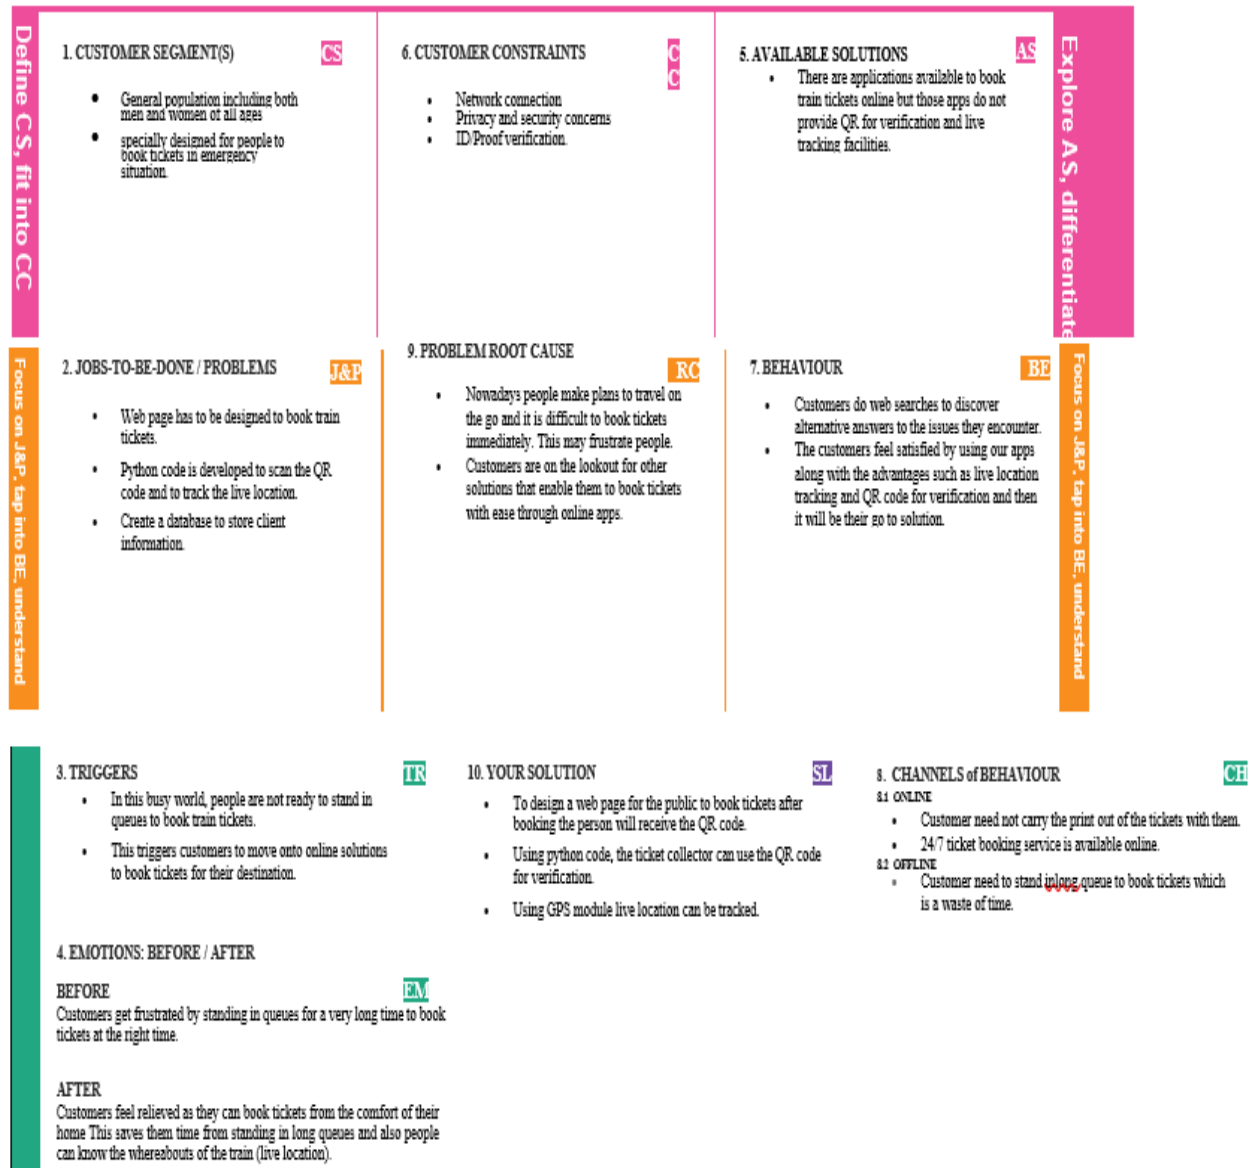 Define CS, fit into CC
1. CUSTOMER SEGMENT(S)
CS
General population including both
men and women of all ages
specially designed for people to
book tickets in emergency
situation.
6. CUSTOMER CONSTRAINTS
C
C
Network connection
Privacy and security concerns
ID/Proof verification.
5. AVAILABLE SOLUTIONS
AS
There are applications available to book
train tickets online but those apps do not
provide QR for verification and live
tracking facilities.
Explore AS, differentiate
Focus on J&P, tap into BE, understand
2. JOBS-TO-BE-DONE / PROBLEMS
J&P
Web page has to be designed to book train
tickets.
Python code is developed to scan the QR
code and to track the live location.
Create a database to store client
information.
9. PROBLEM ROOT CAUSE
RC
Nowadays people make plans to travel on
the go and it is difficult to book tickets
immediately. This may frustrate people.
Customers are on the lookout for other
solutions that enable them to book tickets
with ease through online apps.
7. BEHAVIOUR
BE
Customers do web searches to discover
alternative answers to the issues they encounter.
The customers feel satisfied by using our apps
along with the advantages such as live location
tracking and QR code for verification and then
it will be their go to solution.
Focus on J&P, tap into BE, understand
3. TRIGGERS
TR
In this busy world, people are not ready to stand in
queues to book train tickets.
This triggers customers to move onto online solutions
to book tickets for their destination.
4. EMOTIONS: BEFORE / AFTER
BEFORE
EM
Customers get frustrated by standing in queues for a very long time to book
tickets at the right time.
AFTER
Customers feel relieved as they can book tickets from the comfort of their
home This saves them time from standing in long queues and also people
can know the whereabouts of the train (live location).
10. YOUR SOLUTION
SL
To design a web page for the public to book tickets after
booking the person will receive the QR code.
Using python code, the ticket collector can use the QR code
for verification.
Using GPS module live location can be tracked.
8. CHANNELS of BEHAVIOUR
CH
8.1 ONLINE
Customer need not carry the print out of the tickets with them.
24/7 ticket booking service is available online.
8.2 OFFLINE
Customer need to stand inlong queue to book tickets which
is a waste of time.